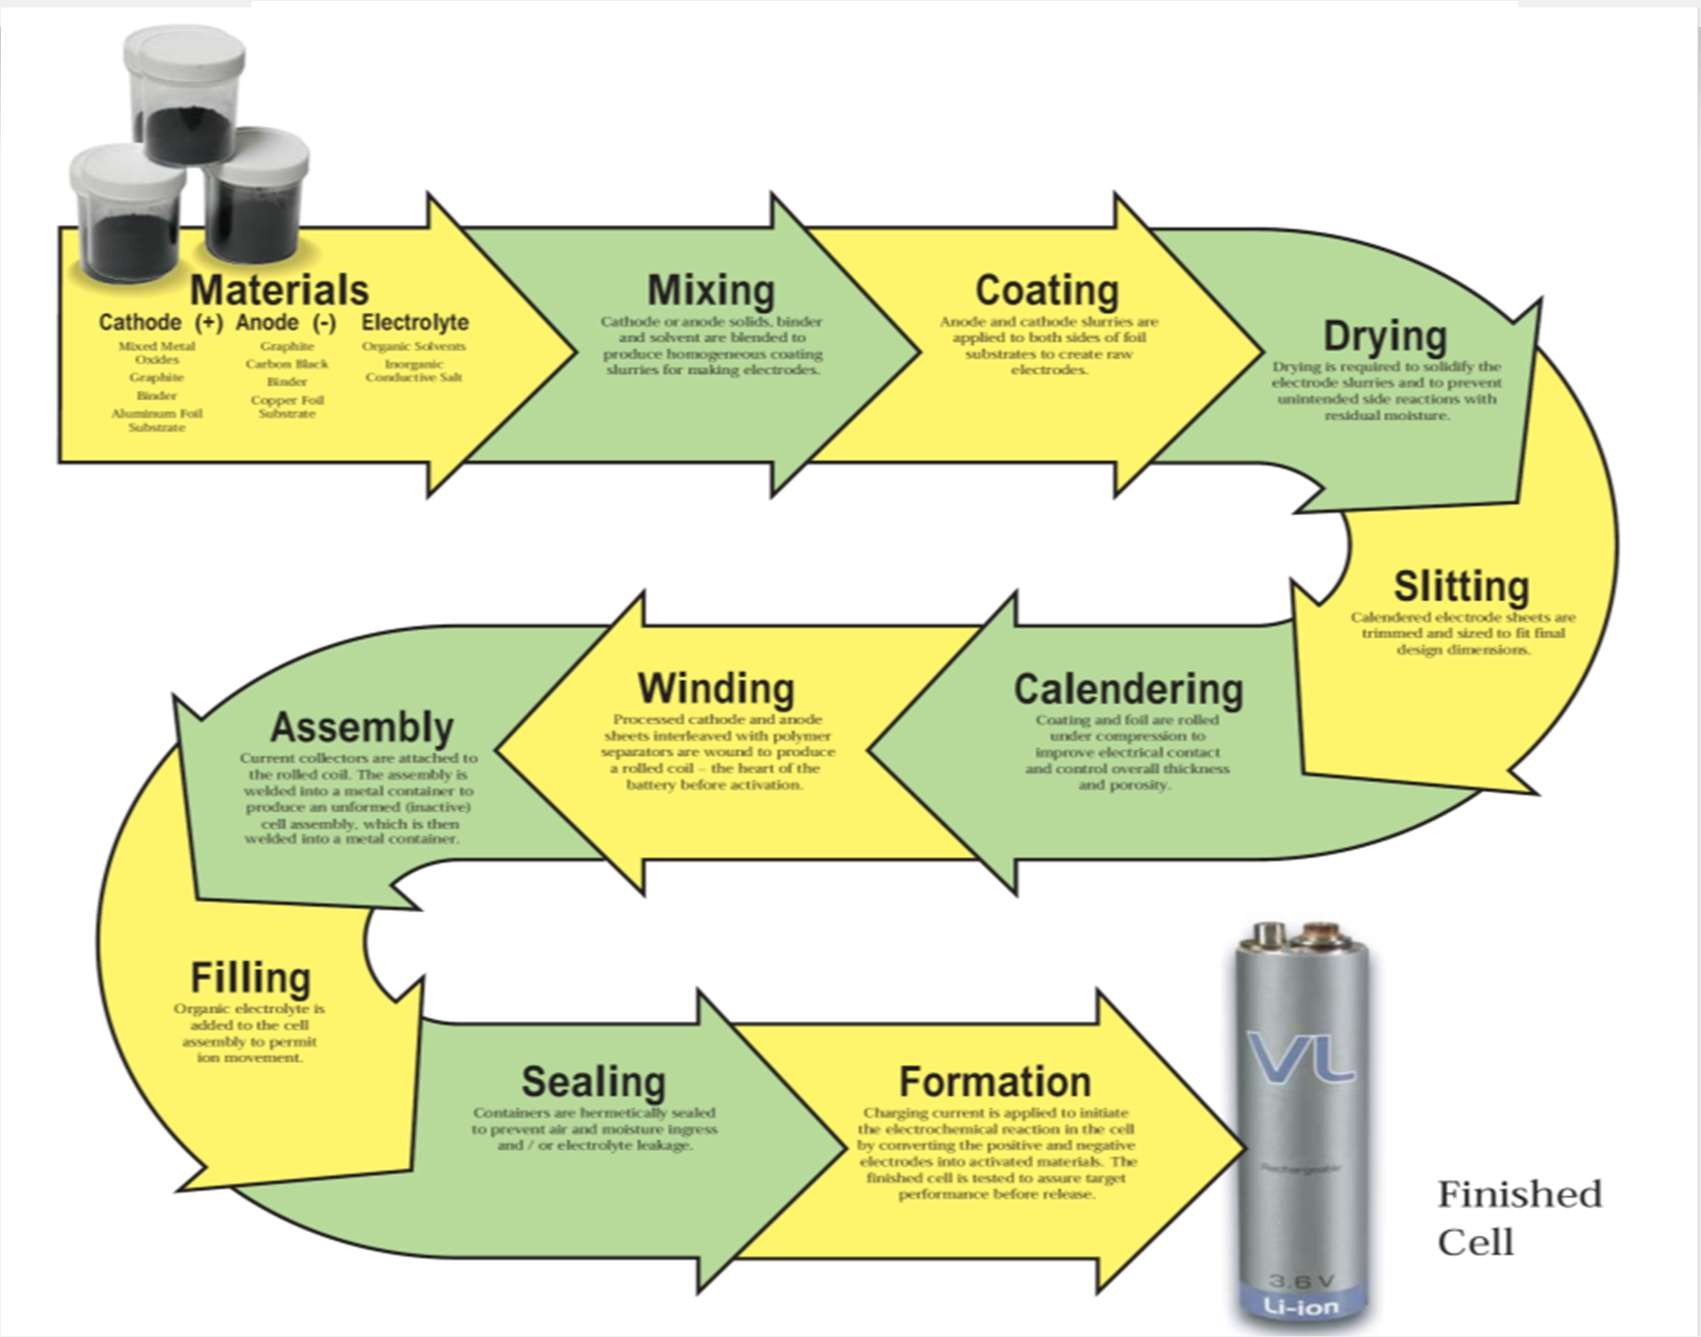 Materials
Cathode (+) Anode (-) Electrolyte
Mixed Metal
Oxides
Graphite
Binder
Aluminum Foil
Substrate
Graphite
Carbon Black
Binder
Copper Foil
Substrate
Organic Solvents
Inorganic
Conductive Salt
Mixing
Cathode or anode solids, binder
and solvent are blended to
produce homogeneous coating
slurries for making electrodes.
Coating
Anode and cathode slurries are
applied to both sides of foil
substrates to create raw
electrodes.
Drying
Drying is required to solidify the
electrode slurries and to prevent
unintended side reactions with
residual moisture.
Slitting
Calendered electrode sheets are
trimmed and sized to fit final
design dimensions.
Calendering
Coating and foil are rolled
under compression to
improve electrical contact
and control overall thickness
and porosity.
Winding
Processed cathode and anode
sheets interleaved with polymer
separators are wound to produce
a rolled coil – the heart of the
battery before activation.
Assembly
Current collectors are attached to
the rolled coil. The assembly is
welded into a metal container to
produce an unformed (inactive)
cell assembly, which is then
welded into a metal container.
Filling
Organic electrolyte is
added to the cell
assembly to permit
ion movement.
Sealing
Containers are hermetically sealed
to prevent air and moisture ingress
and / or electrolyte leakage.
Formation
Charging current is applied to initiate
the electrochemical reaction in the cell
by converting the positive and negative
electrodes into activated materials. The
finished cell is tested to assure target
performance before release.
VL
Rechargeable
3.6 V
Li-ion
Finished
Cell